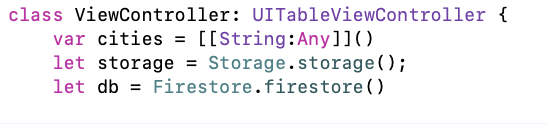 class ViewController: UITableViewController {
    var cities = [[String:Any]]()
    let storage = Storage.storage();
    let db = Firestore.firestore()